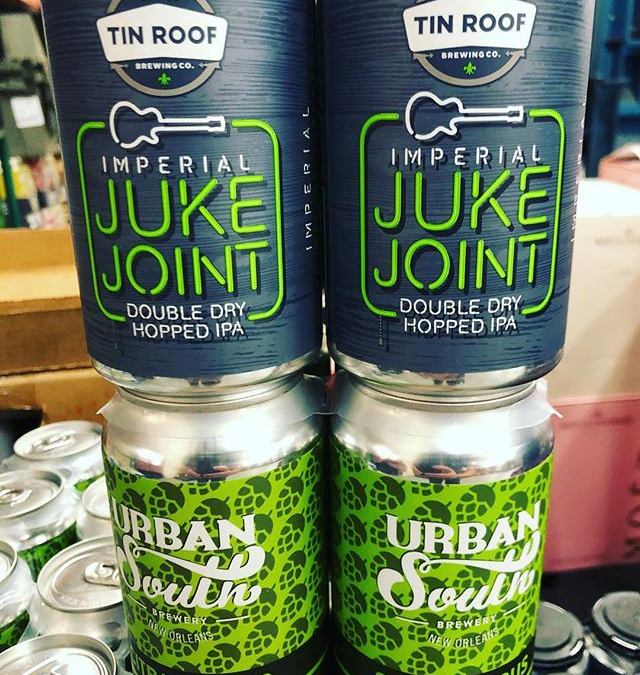 TIN ROOF
BREWING CO.
IMPERIAL
JUKE
JOINT
DOUBLE DRY
HOPPED IPA
IMPERIAL
TIN ROOF
BREWING CO.
IMPERIAL
JUKE
JOINT
DOUBLE DRY
HOPPED IPA
URBAN
South
BREWERY
NEW ORLEANS
URBAN
South
BREWERY
NEW ORLEANS